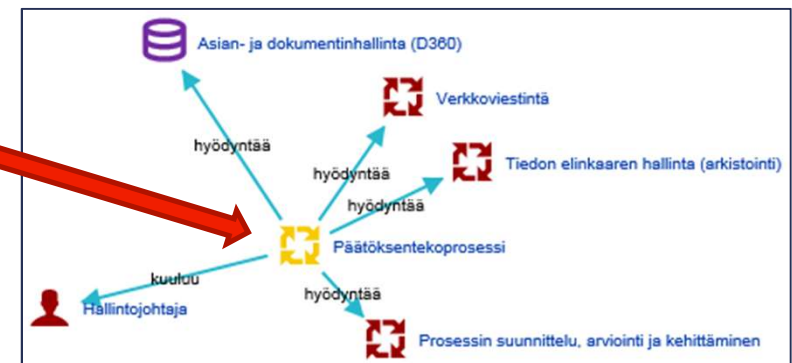 Asian- ja dokumentinhallinta (D360)
Verkkoviestintä
hyödyntää
hyödyntää
Tiedon elinkaaren hallinta (arkistointi)
hyödyntää
Päätöksentekoprosessi
kuuluu
hyödyntää
Hallintojohtaja
Prosessin suunnittelu, arviointi ja kehittäminen